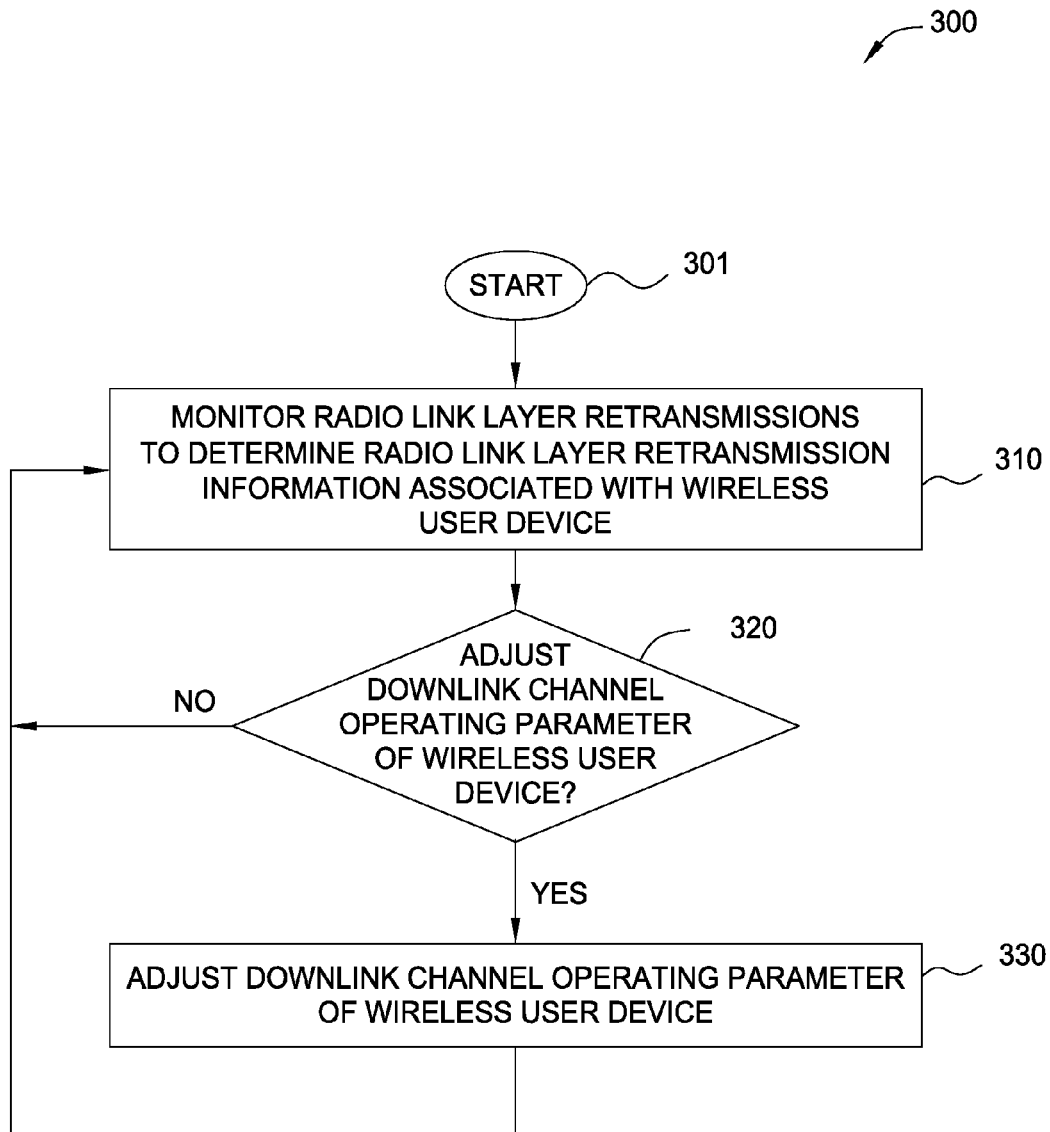 300
START
301
MONITOR RADIO LINK LAYER RETRANSMISSIONS
TO DETERMINE RADIO LINK LAYER RETRANSMISSION
INFORMATION ASSOCIATED WITH WIRELESS
USER DEVICE
310
320
ADJUST
DOWNLINK CHANNEL
OPERATING PARAMETER
OF WIRELESS USER
DEVICE?
NO
YES
ADJUST DOWNLINK CHANNEL OPERATING PARAMETER
OF WIRELESS USER DEVICE
330